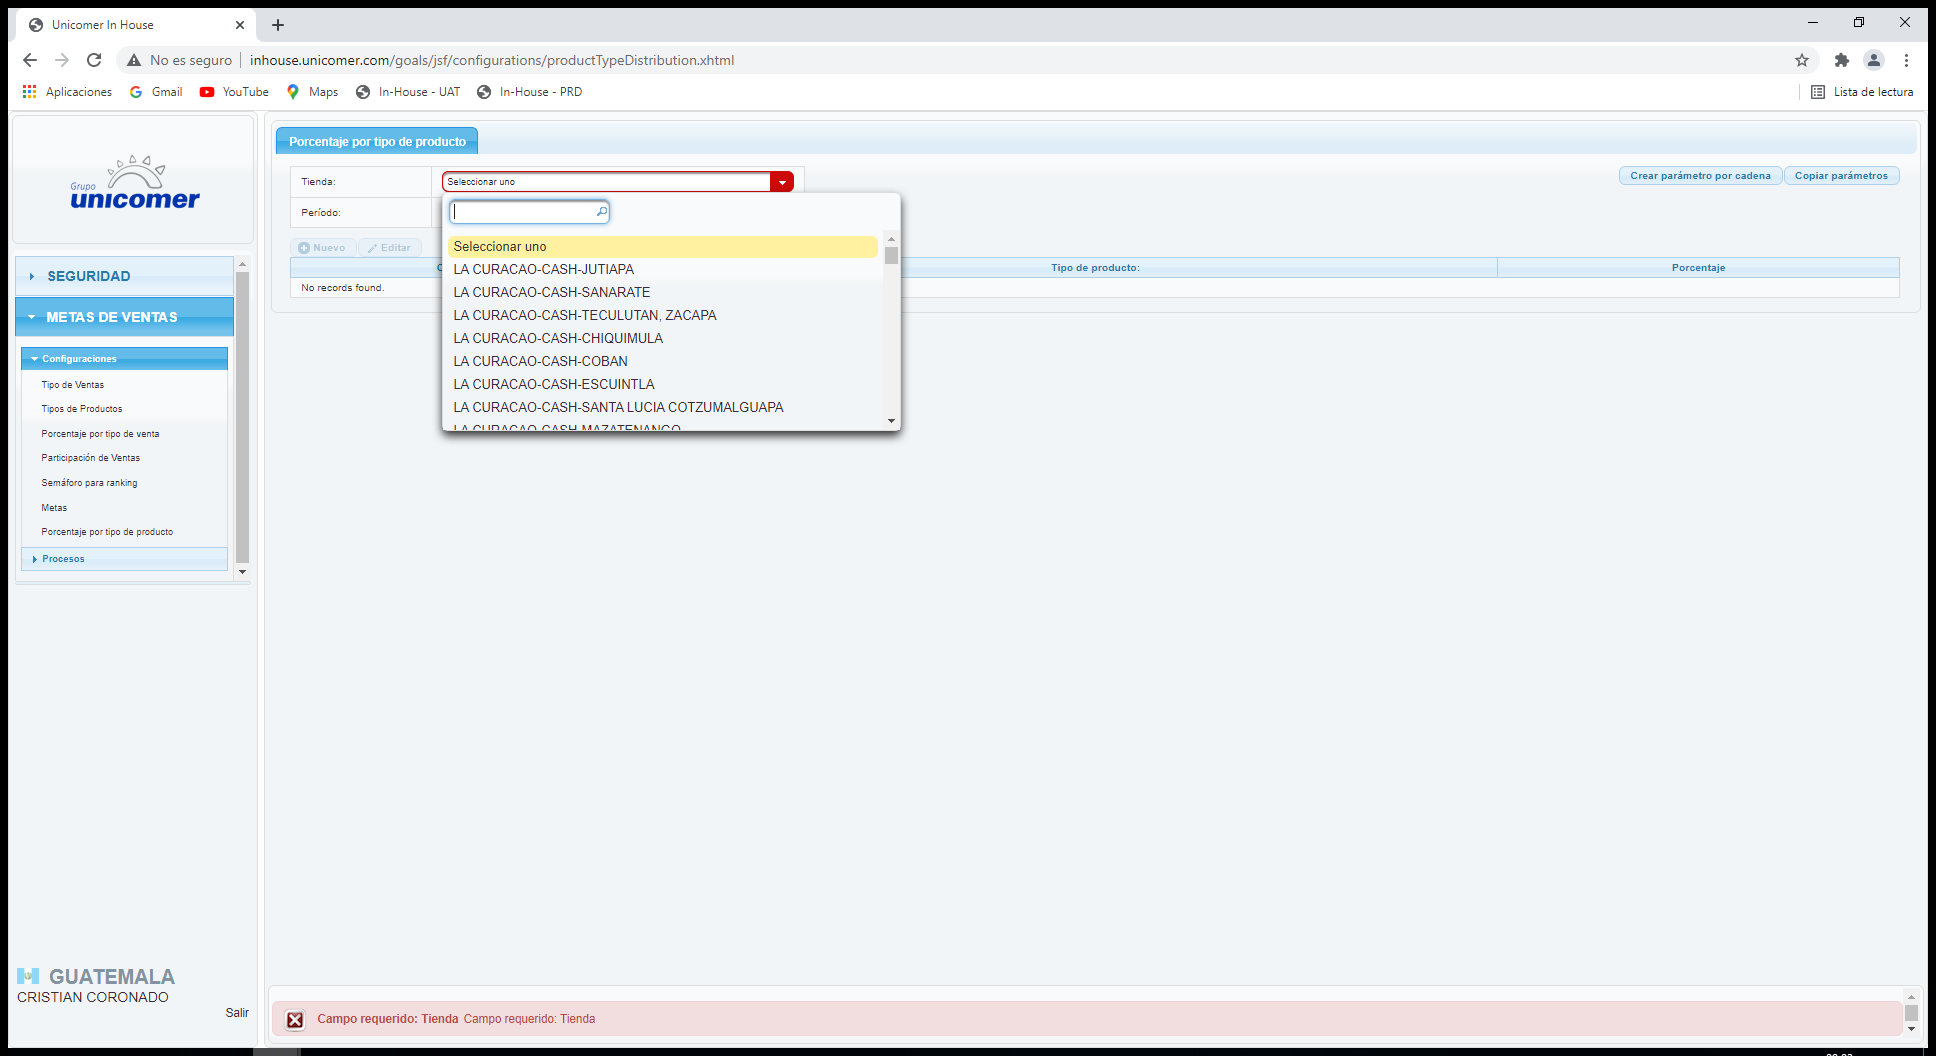 Unicomer In House
No es seguro
inhouse.unicomer.com/goals/jsf/configurations/productTypeDistribution.xhtml
Aplicaciones
Gmail
YouTube
Maps
In-House - UAT
In-House - PRD
Lista de lectura
Grupo
unicomer
SEGURIDAD
METAS DE VENTAS
Configuraciones
Tipo de Ventas
Tipos de Productos
Porcentaje por tipo de venta
Participación de Ventas
Semáforo para ranking
Metas
Porcentaje por tipo de producto
Procesos
GUATEMALA
CRISTIAN CORONADO
Salir
Porcentaje por tipo de producto
Tienda:
Seleccionar uno
Crear parámetro por cadena
Copiar parámetros
Período:
Nuevo
Editar
Tipo de producto:
Porcentaje
No records found.
Seleccionar uno
LA CURACAO-CASH-JUTIAPA
LA CURACAO-CASH-SANARATE
LA CURACAO-CASH-TECULUTAN, ZACAPA
LA CURACAO-CASH-CHIQUIMULA
LA CURACAO-CASH-COBAN
LA CURACAO-CASH-ESCUINTLA
LA CURACAO-CASH-SANTA LUCIA COTZUMALGUAPA
LA CURACAO-CASH-MAZATENANGO
Campo requerido: Tienda Campo requerido: Tienda